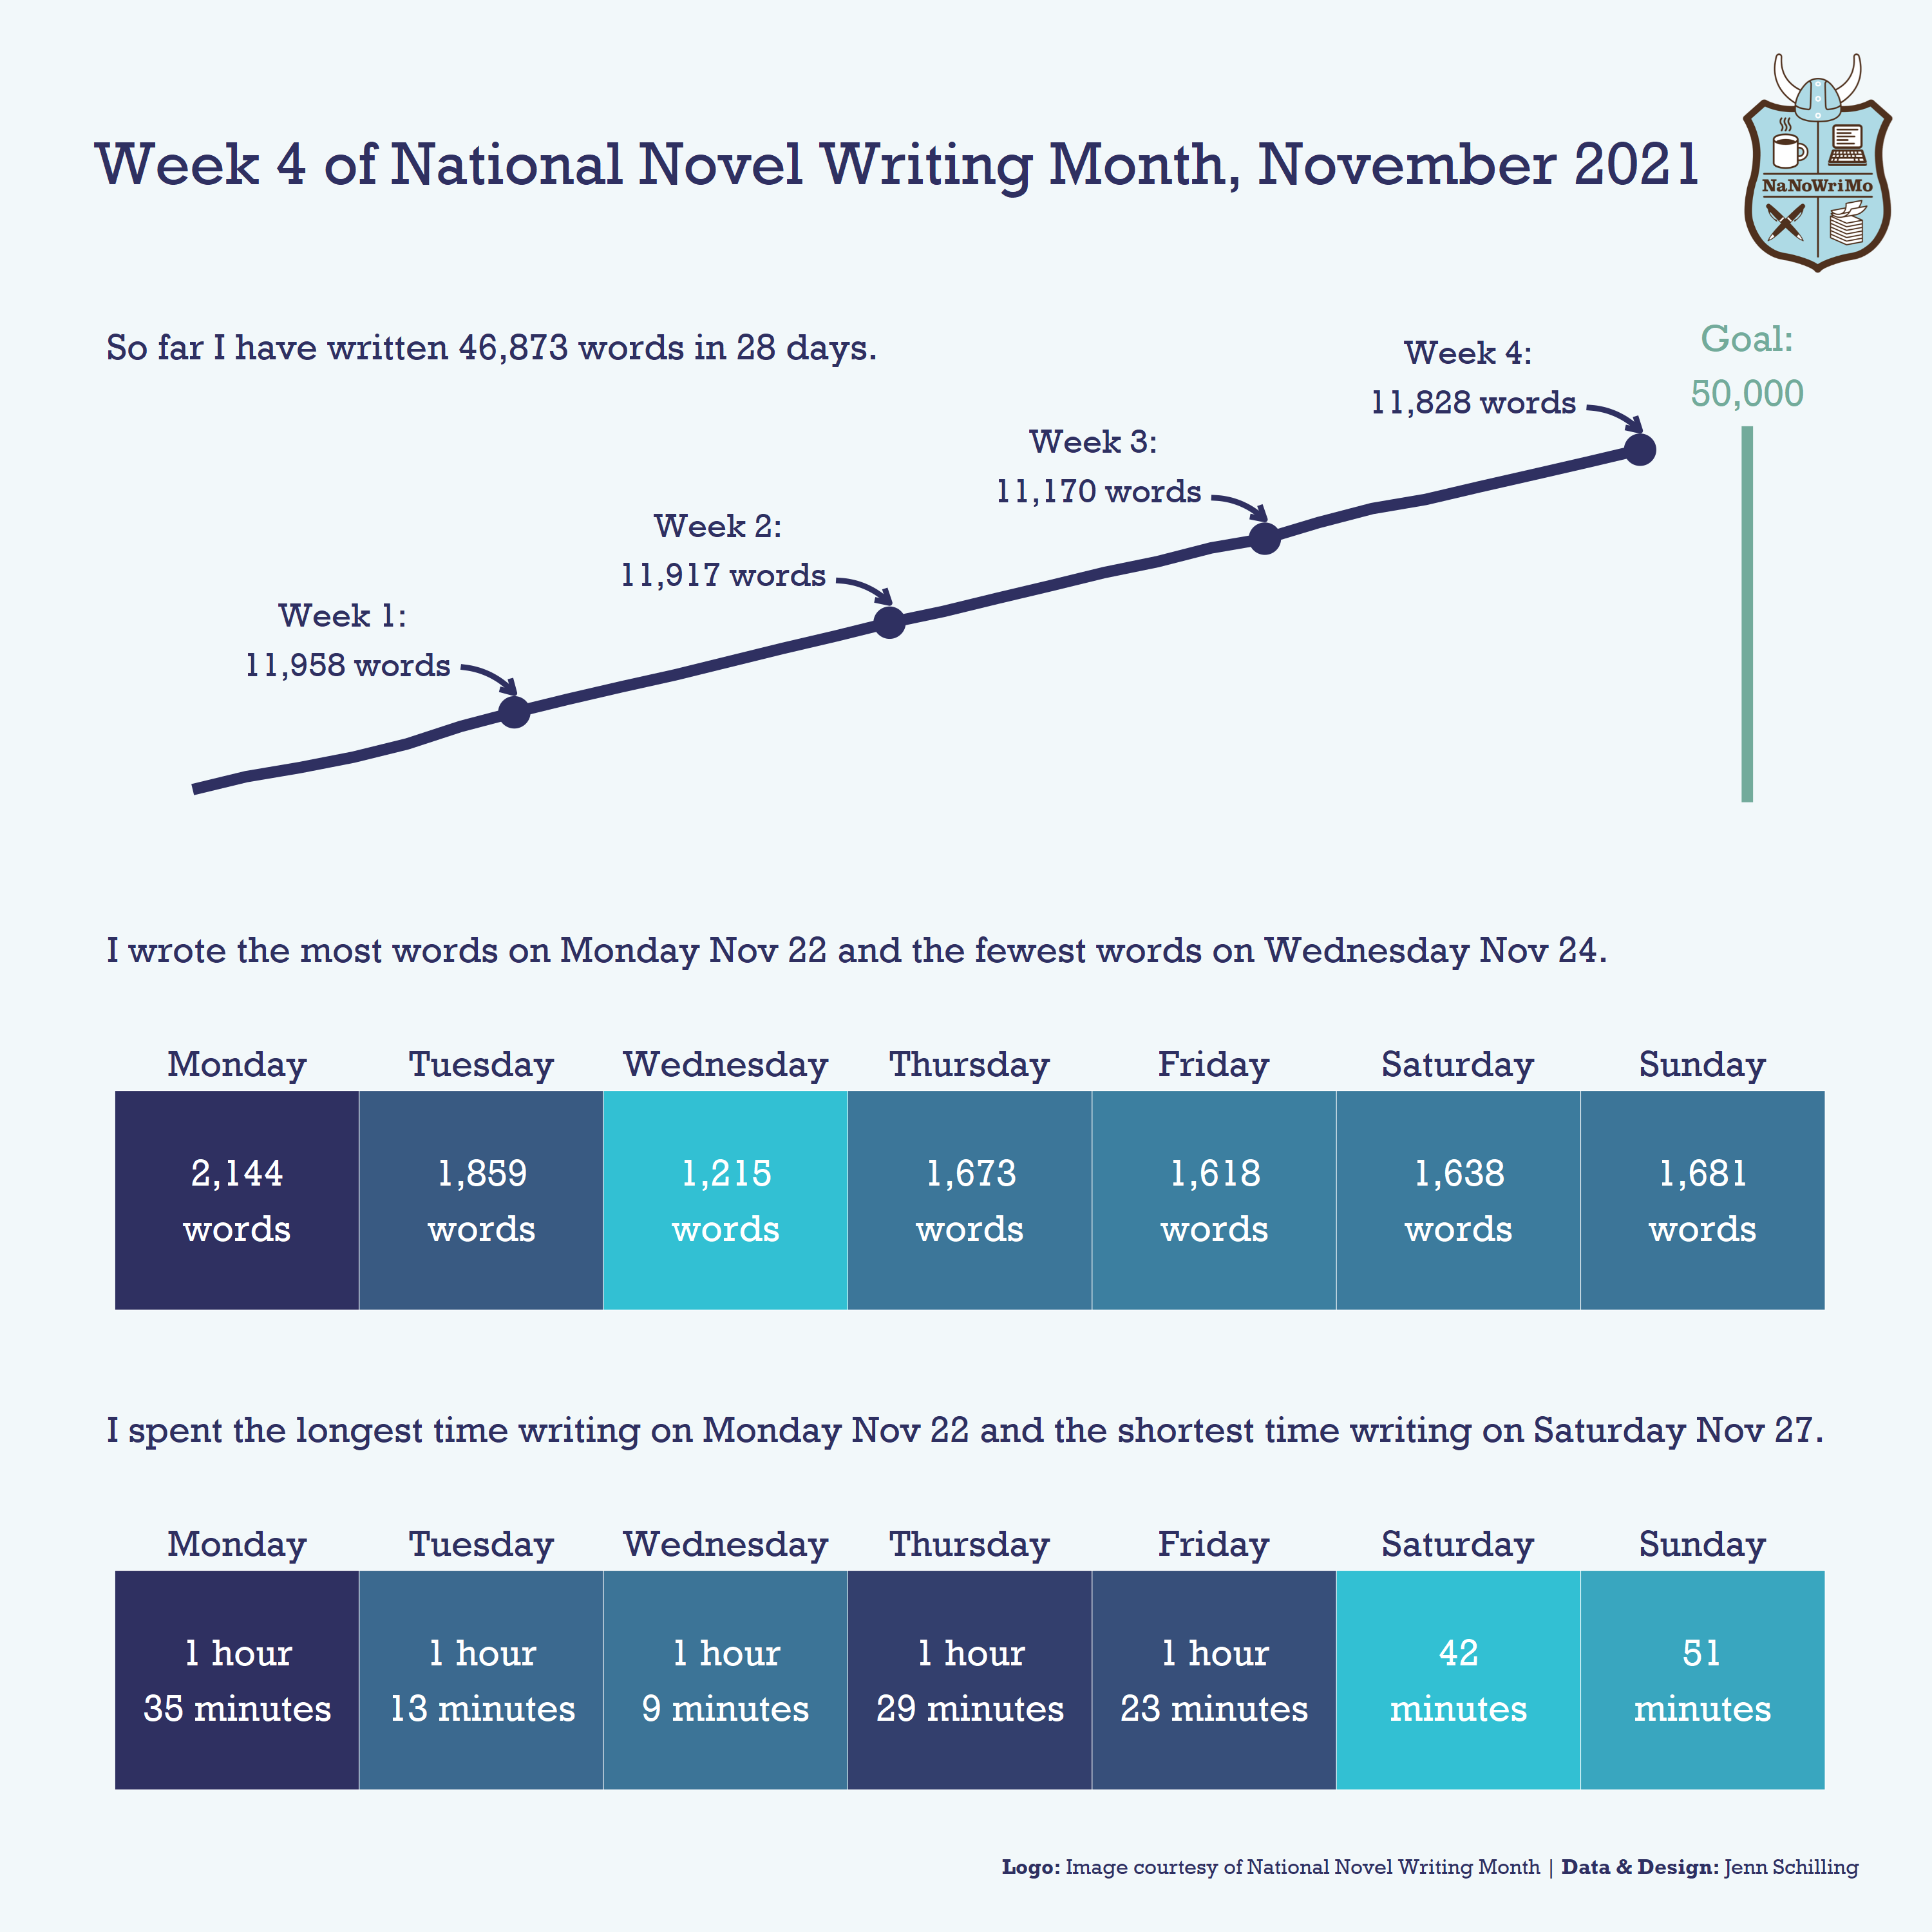 Week 4 of National Novel Writing Month, November 2021
NaNoWriMo
So far I have written 46,873 words in 28 days.
Goal:
50,000
Week 4:
11,828 words
Week 3:
11,170 words
Week 2:
11,917 words
Week 1:
11,958 words
I wrote the most words on Monday Nov 22 and the fewest words on Wednesday Nov 24.
Monday Tuesday Wednesday Thursday Friday Saturday Sunday
2,144 1,859 1,215 1,673 1,618 1,638 1,681
words words words words words words words
I spent the longest time writing on Monday Nov 22 and the shortest time writing on Saturday Nov 27.
Monday Tuesday Wednesday Thursday Friday Saturday Sunday
1 hour 1 hour 1 hour 1 hour 1 hour 42 51
35 minutes 13 minutes 9 minutes 29 minutes 23 minutes minutes minutes
Logo: Image courtesy of National Novel Writing Month | Data & Design: Jenn Schilling